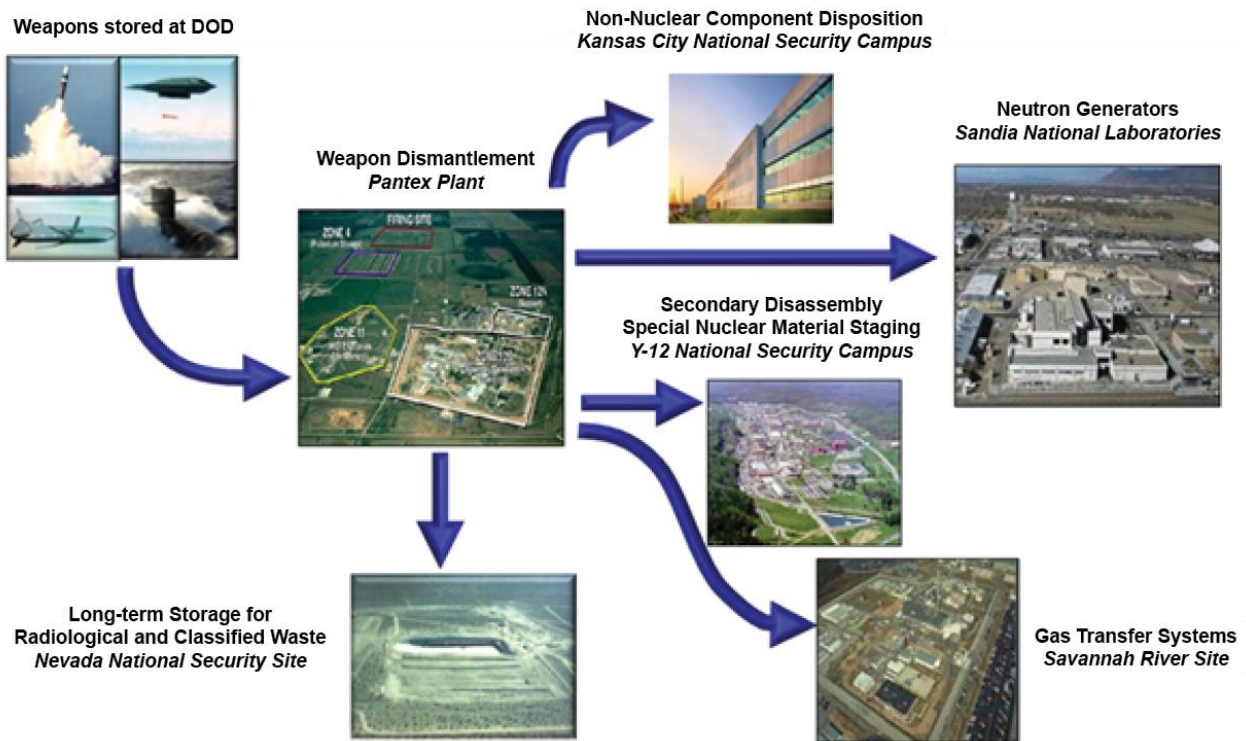 Weapons stored at DOD
Non-Nuclear Component Disposition
Kansas City National Security Campus
Neutron Generators
Sandia National Laboratories
Weapon Dismantlement
Pantex Plant
FIRING SITE
ZONE 4
ZONE 12N
ZONE 11
Secondary Disassembly
Special Nuclear Material Staging
Y-12 National Security Campus
Long-term Storage for
Radiological and Classified Waste
Nevada National Security Site
Gas Transfer Systems
Savannah River Site